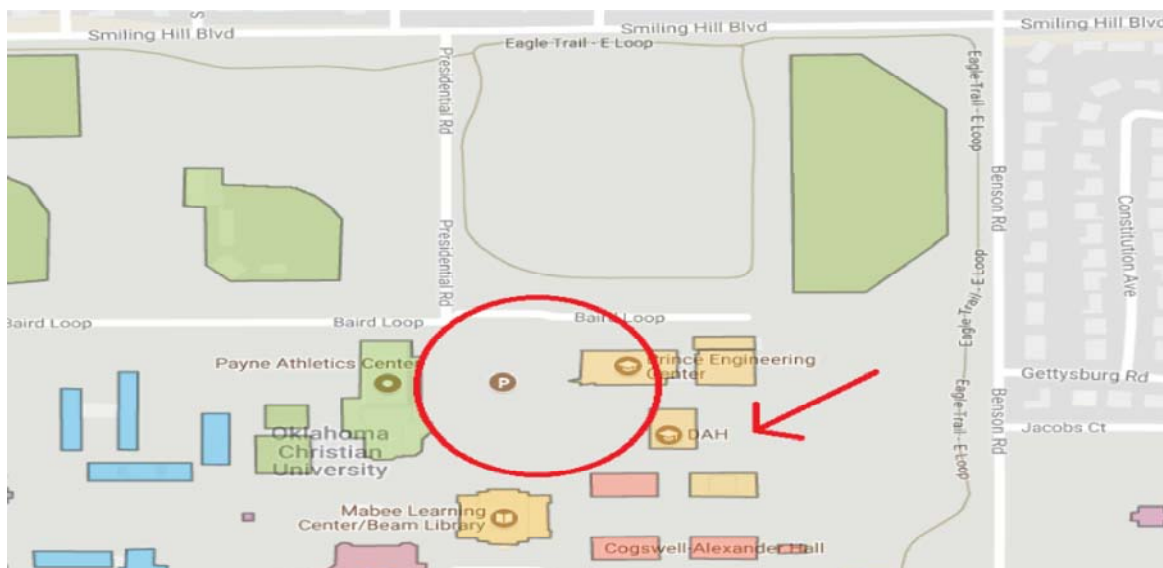 S
Smiling Hill Blvd
Smiling Hill Blvd
Smiling Hill Blvd
Eagle Trail - E Loop
Presidential Rd
Eagle Trail - E Loop
Benson Rd
Constitution Ave
Presidential Rd
Eagle Trail - E Loop
Baird Loop
Baird Loop
Baird Loop
Payne Athletics Center
P
Prince Engineering
Center
Gettysburg Rd
Eagle Trail - E Loop
Benson Rd
DAH
Jacobs Ct
Oklahoma
Christian
University
Mabee Learning
Center/Beam Library
Cogswell-Alexander Hall